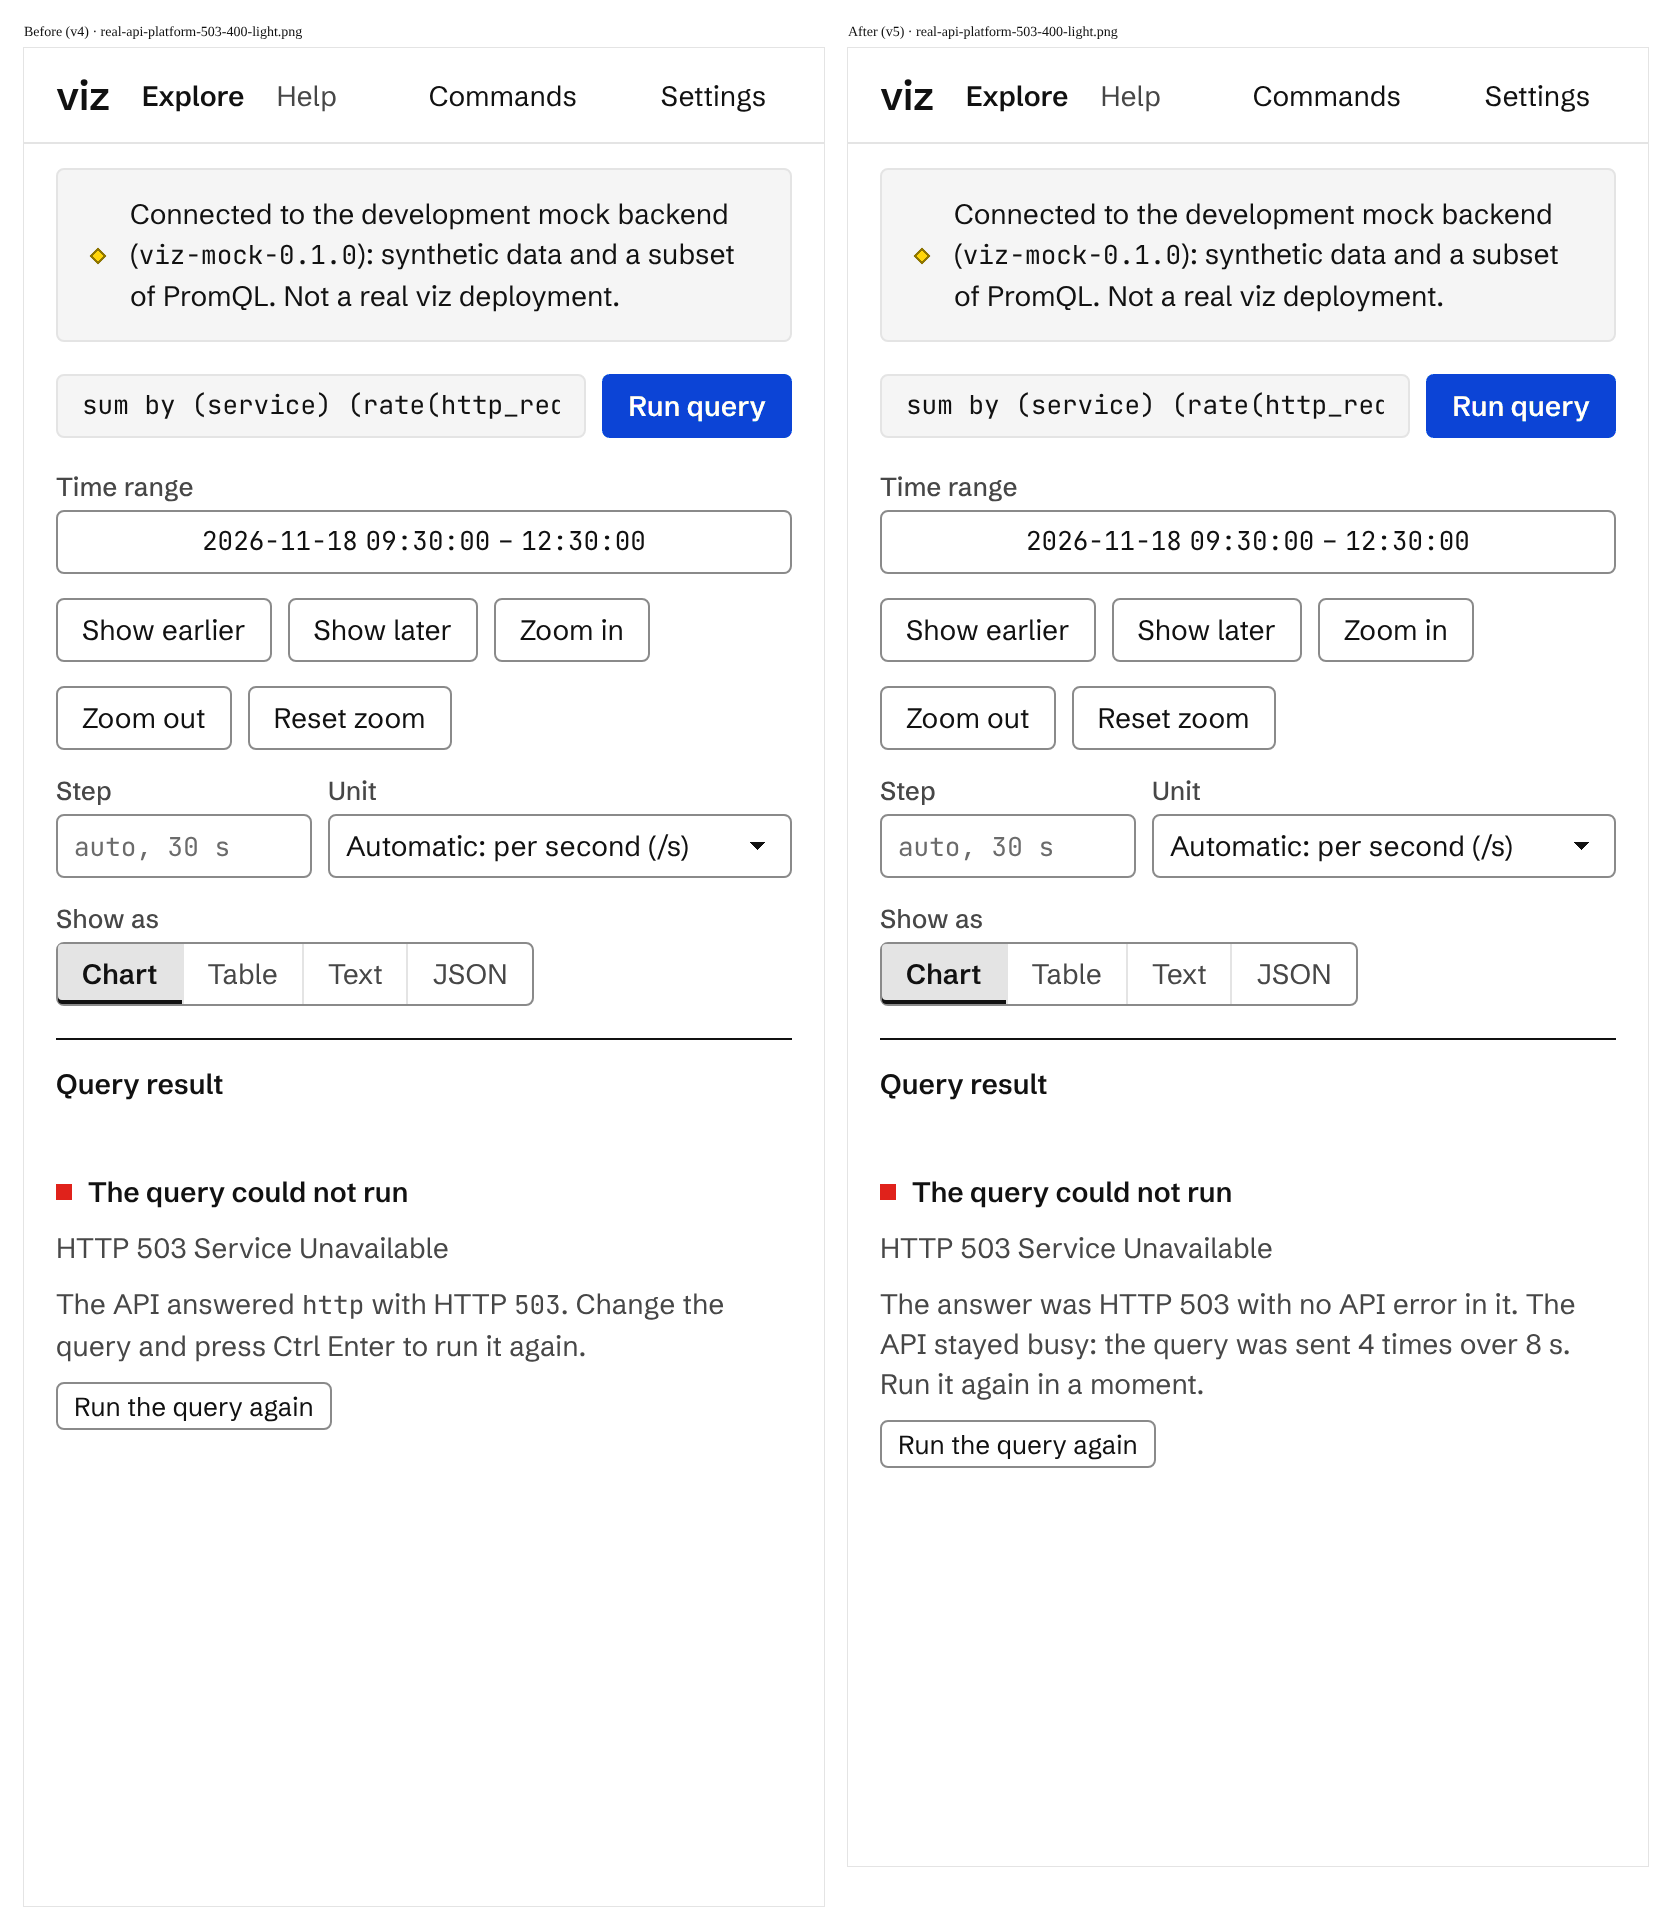 Before (v4) · real-api-platform-503-400-light.png
viz Explore Help Commands Settings
Connected to the development mock backend
(viz-mock-0.1.0): synthetic data and a subset
of PromQL. Not a real viz deployment.
sum by (service) (rate(http_req
Run query
Time range
2026-11-18 09:30:00 – 12:30:00
Show earlier Show later Zoom in
Zoom out Reset zoom
Step Unit
auto, 30 s Automatic: per second (/s)
Show as
Chart Table Text JSON
Query result
The query could not run
HTTP 503 Service Unavailable
The API answered http with HTTP 503. Change the
query and press Ctrl Enter to run it again.
Run the query again
After (v5) · real-api-platform-503-400-light.png
viz Explore Help Commands Settings
Connected to the development mock backend
(viz-mock-0.1.0): synthetic data and a subset
of PromQL. Not a real viz deployment.
sum by (service) (rate(http_req
Run query
Time range
2026-11-18 09:30:00 – 12:30:00
Show earlier Show later Zoom in
Zoom out Reset zoom
Step Unit
auto, 30 s Automatic: per second (/s)
Show as
Chart Table Text JSON
Query result
The query could not run
HTTP 503 Service Unavailable
The answer was HTTP 503 with no API error in it. The
API stayed busy: the query was sent 4 times over 8 s.
Run it again in a moment.
Run the query again